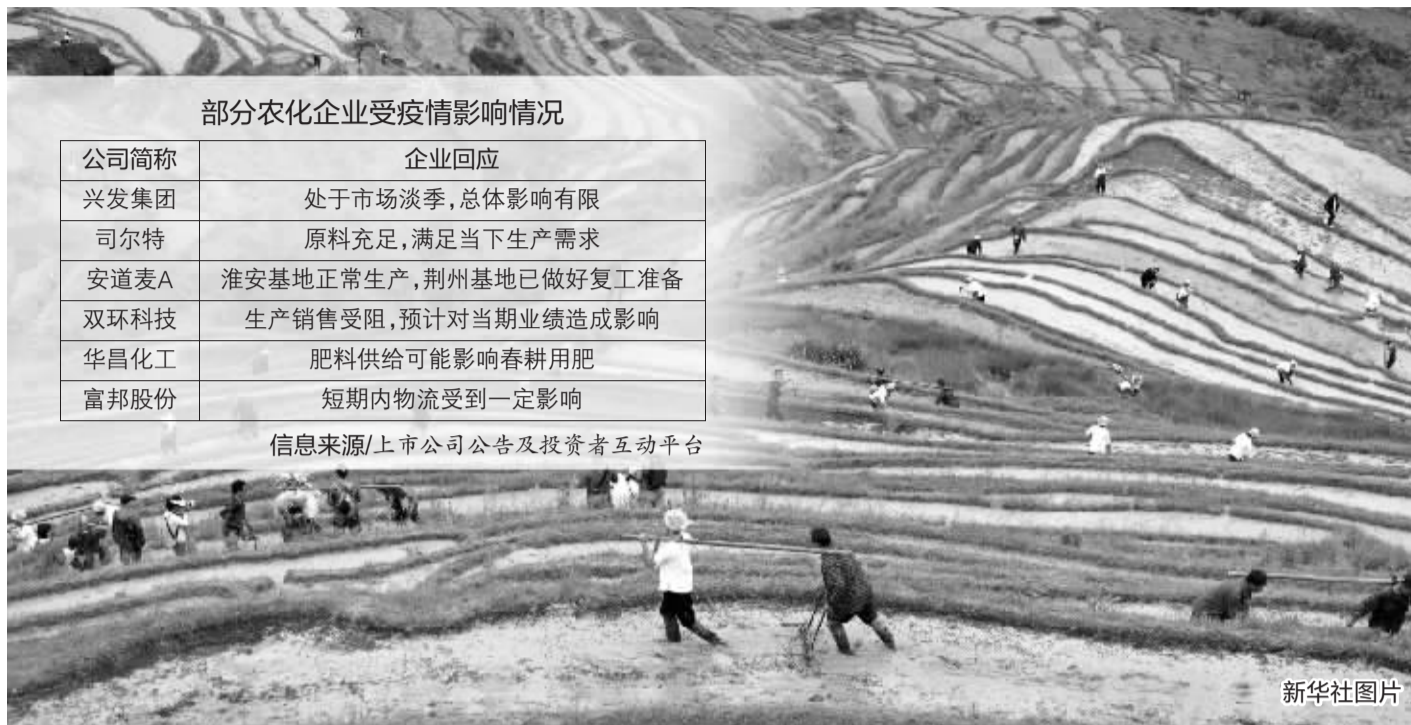 部分农化企业受疫情影响情况
公司简称 企业回应
兴发集团 处于市场淡季,总体影响有限
司尔特 原料充足,满足当下生产需求
安道麦A 淮安基地正常生产,荆州基地已做好复工准备
双环科技 生产销售受阻,预计对当期业绩造成影响
华昌化工 肥料供给可能影响春耕用肥
富邦股份 短期内物流受到一定影响
信息来源/上市公司公告及投资者互动平台
新华社图片